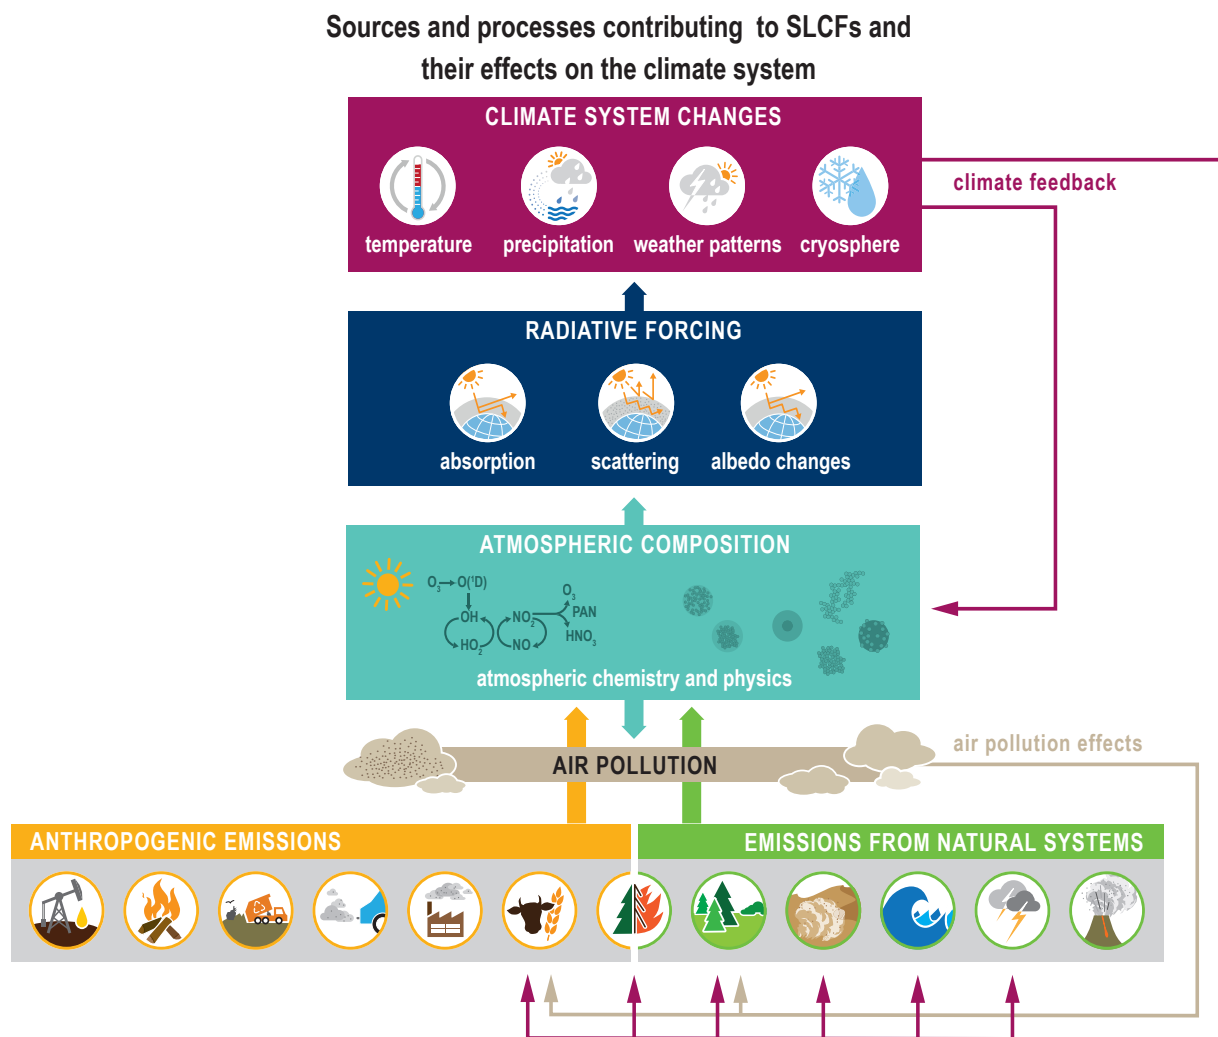 Sources and processes contributing to SLCFs and
their effects on the climate system
CLIMATE SYSTEM CHANGES
temperature
precipitation
weather patterns
cryosphere
climate feedback
RADIATIVE FORCING
absorption
scattering
albedo changes
ATMOSPHERIC COMPOSITION
O₃
O(¹D)
OH
HO₂
NO₂
NO
O₃
PAN
HNO₃
atmospheric chemistry and physics
air pollution effects
AIR POLLUTION
ANTHROPOGENIC EMISSIONS
EMISSIONS FROM NATURAL SYSTEMS